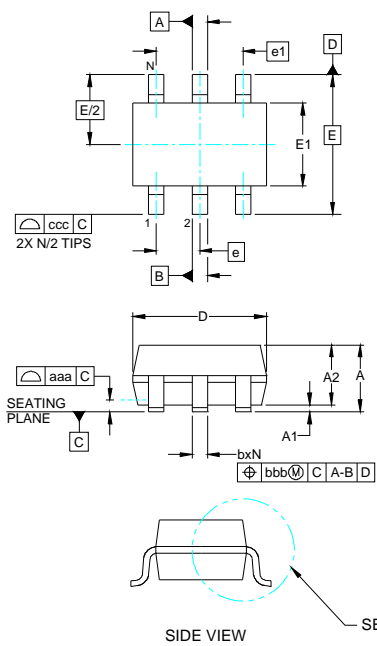 A
e1
D
N
E/2
E1
E
ccc C
2X N/2 TIPS
1
2
e
B
D
aaa C
SEATING
PLANE
C
A2
A
A1
bxN
bbb Ⓜ C A-B D
SIDE VIEW